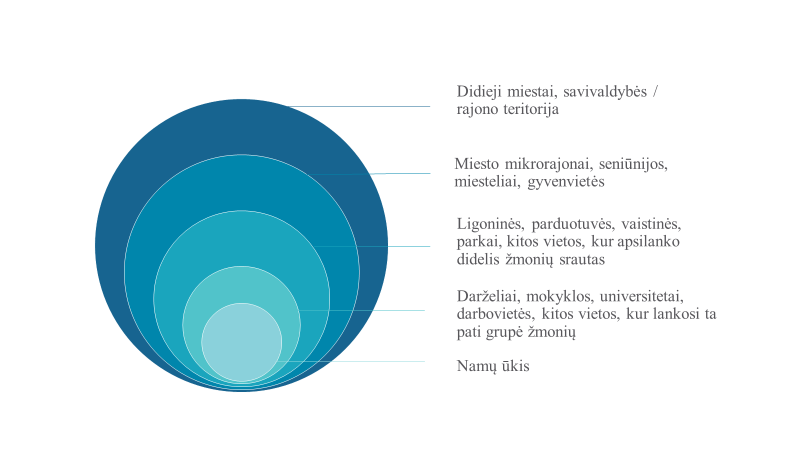 Didieji miestai, savivaldybės /
rajono teritorija
Miesto mikrorajonai, seniūnijos,
miesteliai, gyvenvietės
Ligoninės, parduotuvės, vaistinės,
parkai, kitos vietos, kur apsilanko
didelis žmonių srautas
Darželiai, mokyklos, universitetai,
darbovietės, kitos vietos, kur lankosi ta
pati grupė žmonių
Namų ūkis